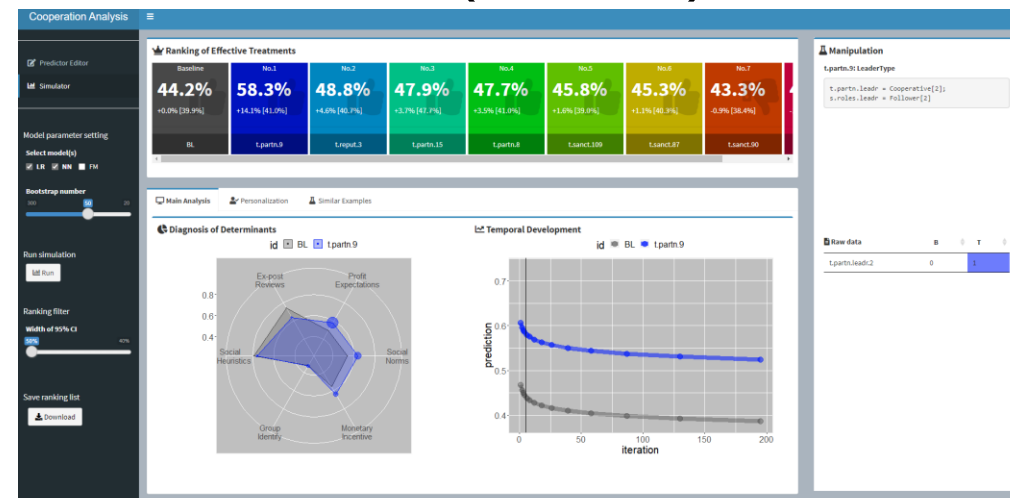 Cooperation Analysis
Predictor Editor
Simulator
Model parameter setting
Select model(s)
LR NN FM
Bootstrap number
50
Run simulation
Run
Ranking filter
Width of 95% CI
50%
Save ranking list
Download
Ranking of Effective Treatments
Baseline No.1 No.2 No.3 No.4 No.5 No.6 No.7
44.2% 58.3% 48.8% 47.9% 47.7% 45.8% 45.3% 43.3%
+0.0% [39.9%] +14.1% [41.0%] +4.6% [40.7%] +3.7% [47.7%] +3.5% [41.0%] +1.6% [39.0%] +1.1% [40.3%] -0.9% [38.4%]
BL t.partn.9 t.reput.3 t.partn.15 t.partn.8 t.sanct.109 t.sanct.87 t.sanct.90
Main Analysis Personalization Similar Examples
Diagnosis of Determinants
id BL t.partn.9
Ex-post Reviews
Profit Expectations
0.8
0.6
0.4
Social Heuristics
Social Norms
Group Identify
Monetary Incentive
Temporal Development
id BL t.partn.9
prediction
0.7
0.6
0.5
0.4
0 50 100 150 200
iteration
Manipulation
t.partn.9: LeaderType
t.partn.leadr = Cooperative[2];
s.roles.leadr = Follower[2]
Raw data B T
t.partn.leadr.2 0 1